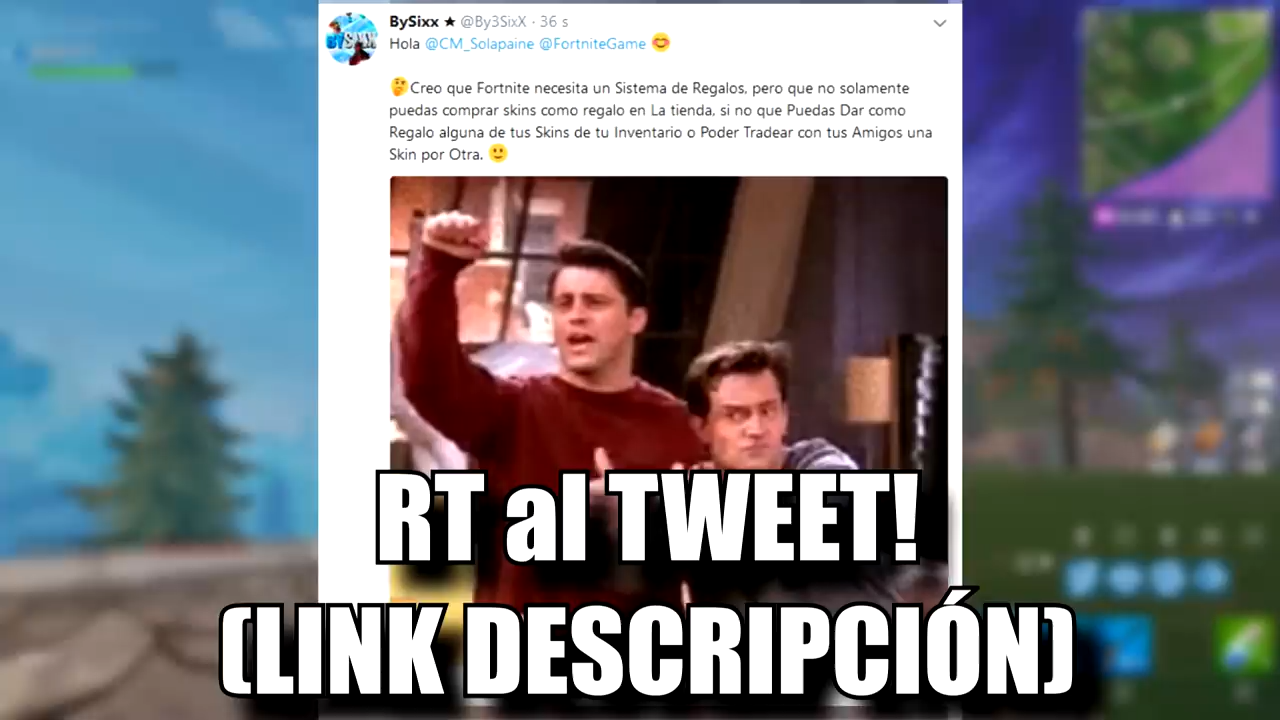 BySixx ★ @By3SixX · 36 s
Hola @CM_Solapaine @FortniteGame 😊
🤔Creo que Fortnite necesita un Sistema de Regalos, pero que no solamente
puedas comprar skins como regalo en La tienda, si no que Puedas Dar como
Regalo alguna de tus Skins de tu Inventario o Poder Tradear con tus Amigos una
Skin por Otra. 🙂
RT al TWEET!
(LINK DESCRIPCIÓN)